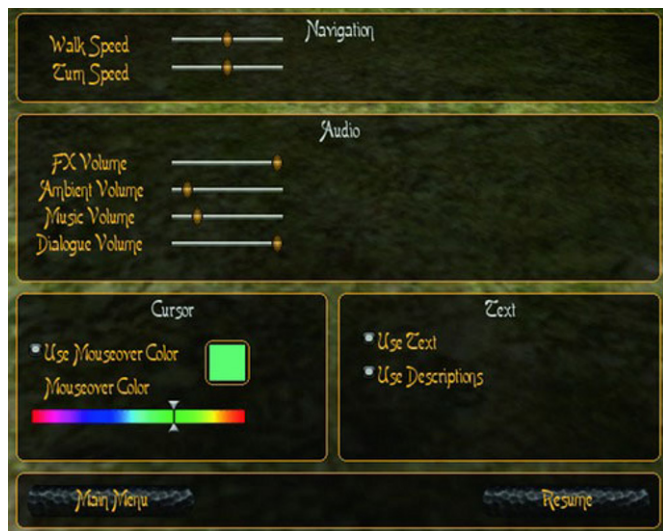 Navigation
Walk Speed
Turn Speed
Audio
FX Volume
Ambient Volume
Music Volume
Dialogue Volume
Cursor
Use Mouseover Color
Mouseover Color
Text
Use Text
Use Descriptions
Main Menu
Resume